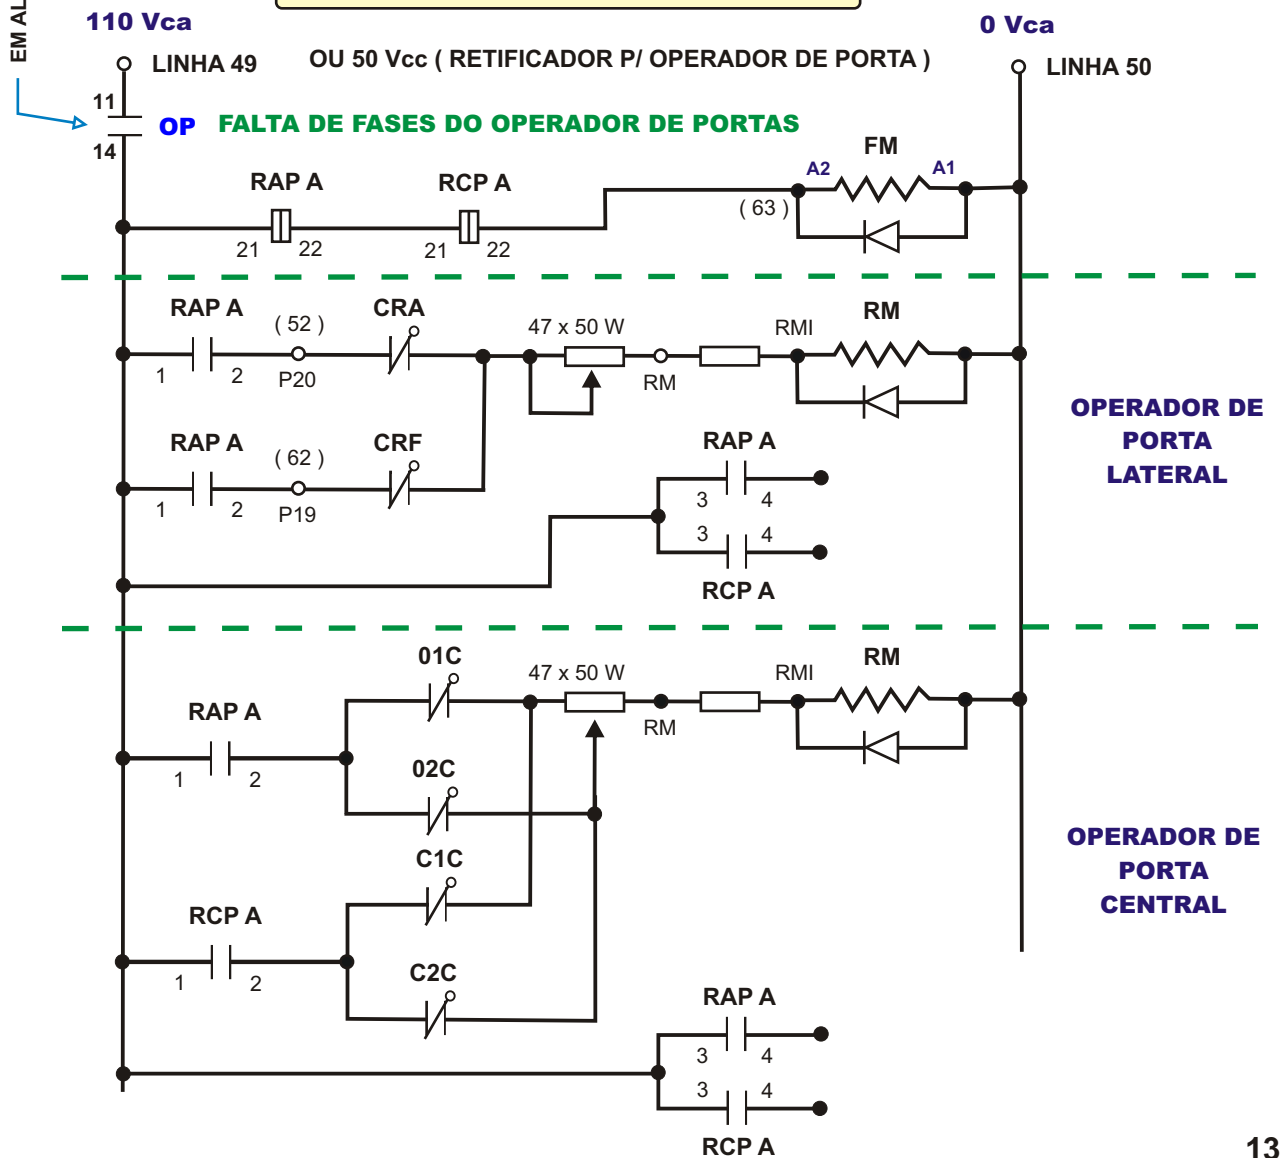 EM AL
110 Vca
0 Vca
LINHA 49
OU 50 Vcc ( RETIFICADOR P/ OPERADOR DE PORTA )
LINHA 50
11
OP FALTA DE FASES DO OPERADOR DE PORTAS
14
FM
A2 A1
RAP A RCP A
( 63 )
21 22 21 22
RAP A ( 52 ) CRA 47 x 50 W RMI RM
1 2 P20 RM
OPERADOR DE
PORTA
LATERAL
RAP A ( 62 ) CRF RAP A
1 2 P19 3 4
3 4
RCP A
01C 47 x 50 W RMI RM
RAP A RM
1 2 02C
C1C
OPERADOR DE
PORTA
CENTRAL
RCP A
1 2 C2C
RAP A
3 4
3 4
RCP A
13